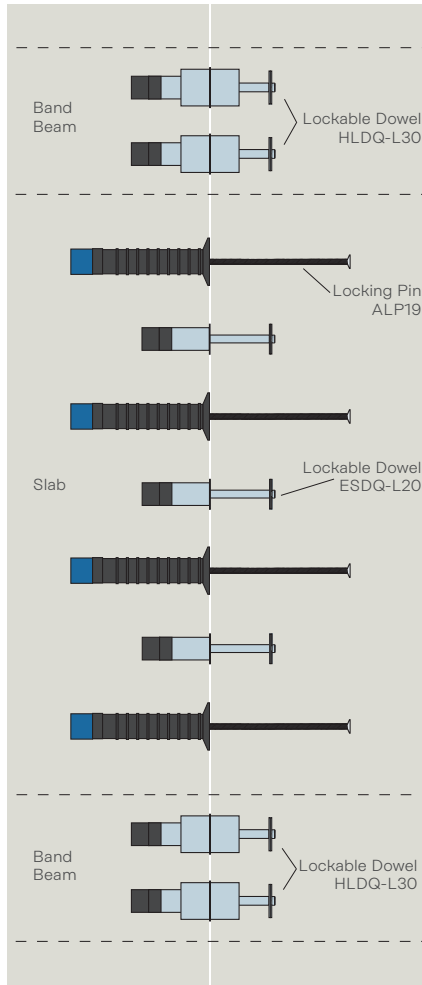 Band
Beam
Lockable Dowel
HLDQ-L30
Locking Pin
ALP19
Slab
Lockable Dowel
ESDQ-L20
Band
Beam
Lockable Dowel
HLDQ-L30